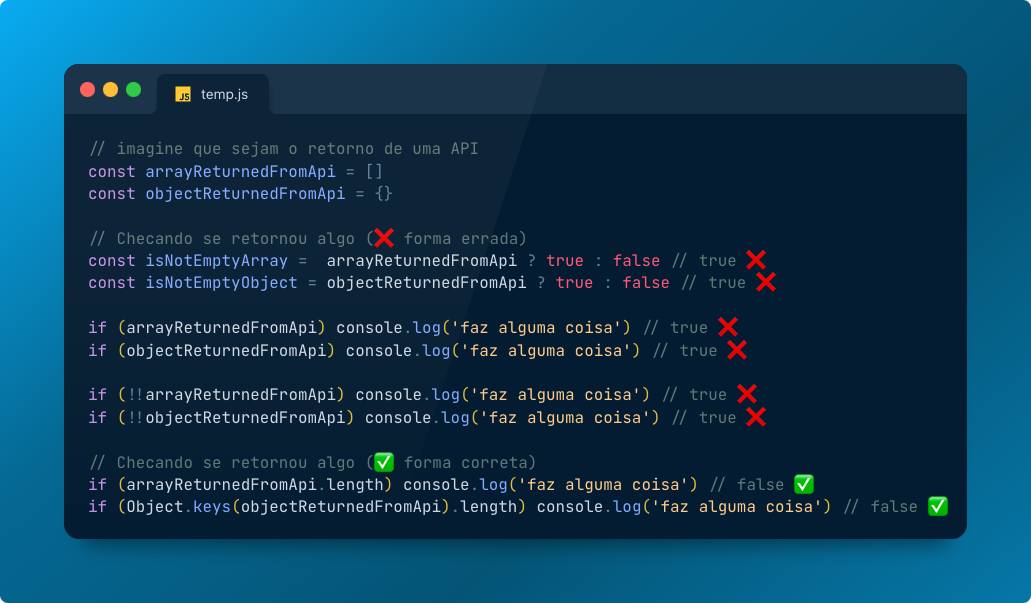 JS temp.js
// imagine que sejam o retorno de uma API
const arrayReturnedFromApi = []
const objectReturnedFromApi = {}
// Checando se retornou algo (❌ forma errada)
const isNotEmptyArray =  arrayReturnedFromApi ? true : false // true ❌
const isNotEmptyObject = objectReturnedFromApi ? true : false // true ❌
if (arrayReturnedFromApi) console.log('faz alguma coisa') // true ❌
if (objectReturnedFromApi) console.log('faz alguma coisa') // true ❌
if (!!arrayReturnedFromApi) console.log('faz alguma coisa') // true ❌
if (!!objectReturnedFromApi) console.log('faz alguma coisa') // true ❌
// Checando se retornou algo (✅ forma correta)
if (arrayReturnedFromApi.length) console.log('faz alguma coisa') // false ✅
if (Object.keys(objectReturnedFromApi).length) console.log('faz alguma coisa') // false ✅